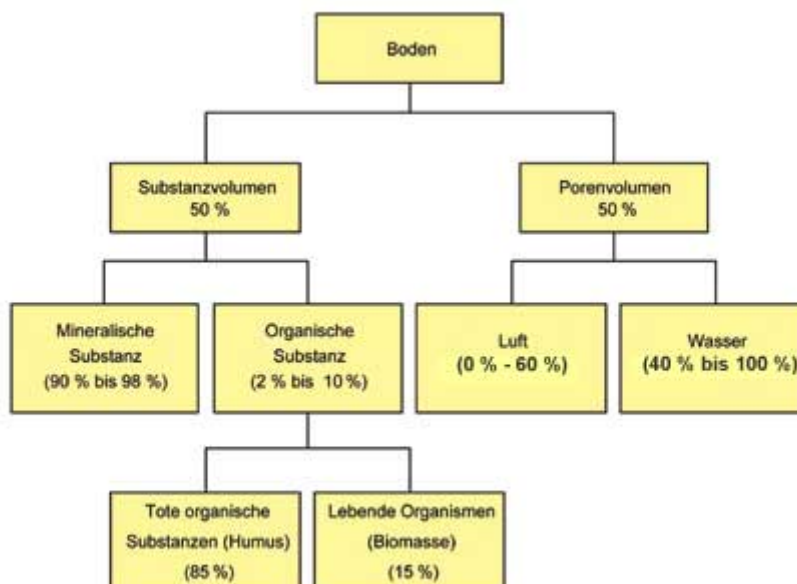 Boden
Substanzvolumen
50 %
Porenvolumen
50 %
Mineralische
Substanz
(90 % bis 98 %)
Organische
Substanz
(2 % bis 10 %)
Luft
(0 % - 60 %)
Wasser
(40 % bis 100 %)
Tote organische
Substanzen (Humus)
(85 %)
Lebende Organismen
(Biomasse)
(15 %)